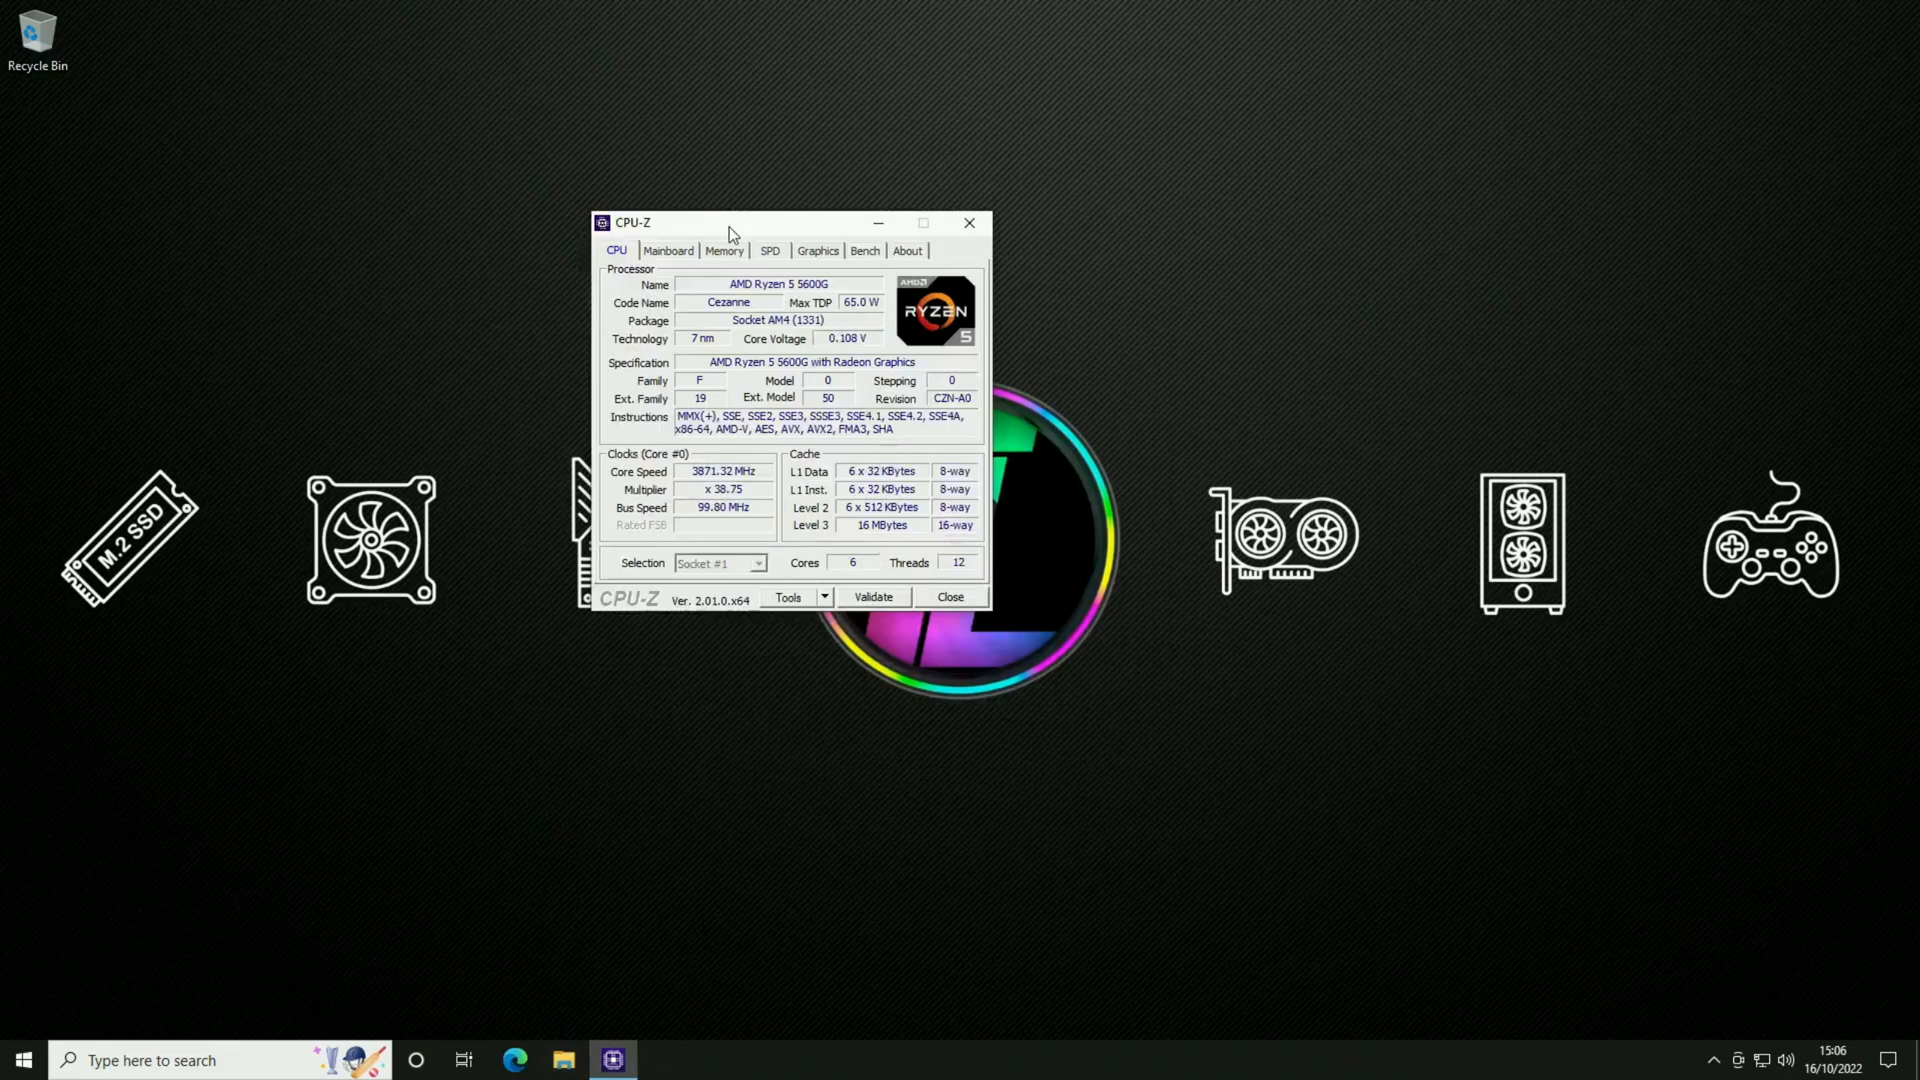 Recycle Bin
CPU-Z
CPU Mainboard Memory SPD Graphics Bench About
Processor
Name AMD Ryzen 5 5600G
Code Name Cezanne Max TDP 65.0 W
Package Socket AM4 (1331)
Technology 7 nm Core Voltage 0.108 V
AMD
RYZEN
5
Specification AMD Ryzen 5 5600G with Radeon Graphics
Family F Model 0 Stepping 0
Ext. Family 19 Ext. Model 50 Revision CZN-A0
Instructions MMX(+), SSE, SSE2, SSE3, SSSE3, SSE4.1, SSE4.2, SSE4A,
x86-64, AMD-V, AES, AVX, AVX2, FMA3, SHA
Clocks (Core #0)
Core Speed 3871.32 MHz
Multiplier x 38.75
Bus Speed 99.80 MHz
Rated FSB
Cache
L1 Data 6 x 32 KBytes 8-way
L1 Inst. 6 x 32 KBytes 8-way
Level 2 6 x 512 KBytes 8-way
Level 3 16 MBytes 16-way
Selection Socket #1 Cores 6 Threads 12
CPU-Z Ver. 2.01.0.x64 Tools Validate Close
M.2 SSD
Type here to search
15:06
16/10/2022